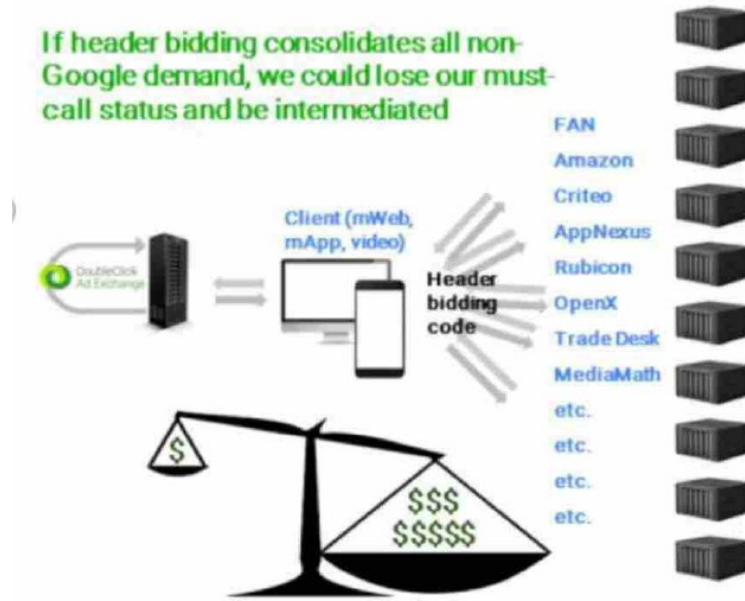 If header bidding consolidates all non-
Google demand, we could lose our must-
call status and be intermediated
DoubleClick
Ad Exchange
Client (mWeb,
mApp, video)
Header
bidding
code
FAN
Amazon
Criteo
AppNexus
Rubicon
OpenX
Trade Desk
MediaMath
etc.
etc.
etc.
etc.
$
$$$
$$$$$